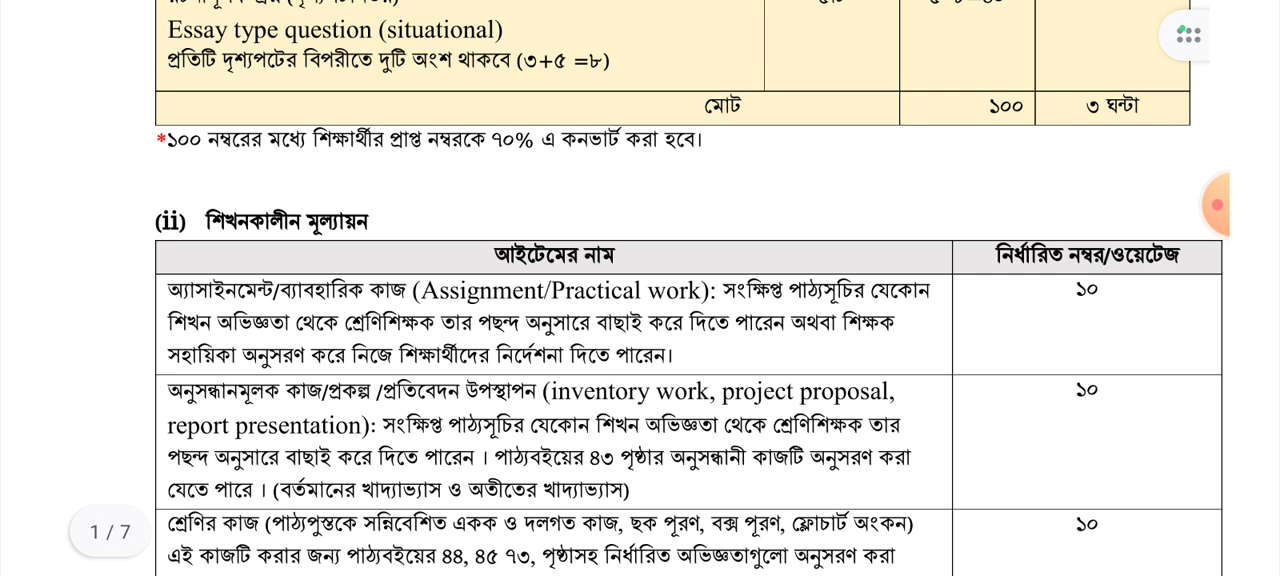 Essay type question (situational)
প্রতিটি দৃশ্যপটের বিপরীতে দুটি অংশ থাকবে (৩+৫ =৮)
মোট ১০০ ৩ ঘন্টা
*১০০ নম্বরের মধ্যে শিক্ষার্থীর প্রাপ্ত নম্বরকে ৭০% এ কনভার্ট করা হবে।
(ii) শিখনকালীন মূল্যায়ন
আইটেমের নাম নির্ধারিত নম্বর/ওয়েটেজ
অ্যাসাইনমেন্ট/ব্যাবহারিক কাজ (Assignment/Practical work): সংক্ষিপ্ত পাঠ্যসূচির যেকোন ১০
শিখন অভিজ্ঞতা থেকে শ্রেণিশিক্ষক তার পছন্দ অনুসারে বাছাই করে দিতে পারেন অথবা শিক্ষক
সহায়িকা অনুসরণ করে নিজে শিক্ষার্থীদের নির্দেশনা দিতে পারেন।
অনুসন্ধানমূলক কাজ/প্রকল্প /প্রতিবেদন উপস্থাপন (inventory work, project proposal, ১০
report presentation): সংক্ষিপ্ত পাঠ্যসূচির যেকোন শিখন অভিজ্ঞতা থেকে শ্রেণিশিক্ষক তার
পছন্দ অনুসারে বাছাই করে দিতে পারেন । পাঠ্যবইয়ের ৪৩ পৃষ্ঠার অনুসন্ধানী কাজটি অনুসরণ করা
যেতে পারে । (বর্তমানের খাদ্যাভ্যাস ও অতীতের খাদ্যাভ্যাস)
শ্রেণির কাজ (পাঠ্যপুস্তকে সন্নিবেশিত একক ও দলগত কাজ, ছক পূরণ, বক্স পূরণ, ফ্লোচার্ট অংকন) ১০
এই কাজটি করার জন্য পাঠ্যবইয়ের ৪৪, ৪৫ ৭৩, পৃষ্ঠাসহ নির্ধারিত অভিজ্ঞতাগুলো অনুসরণ করা
1 / 7